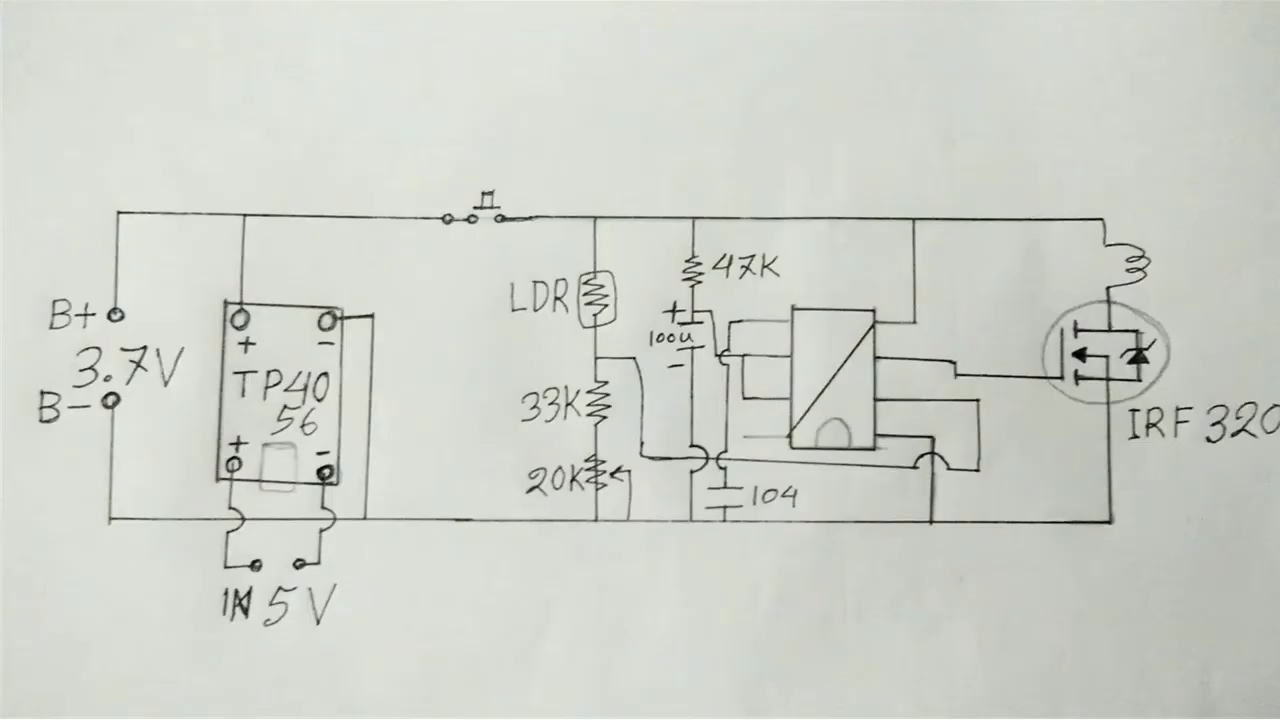 B+
3.7V
B-
+ -
TP40
56
+ -
IN 5V
LDR
33K
20K
47K
+
100u
-
104
IRF 320